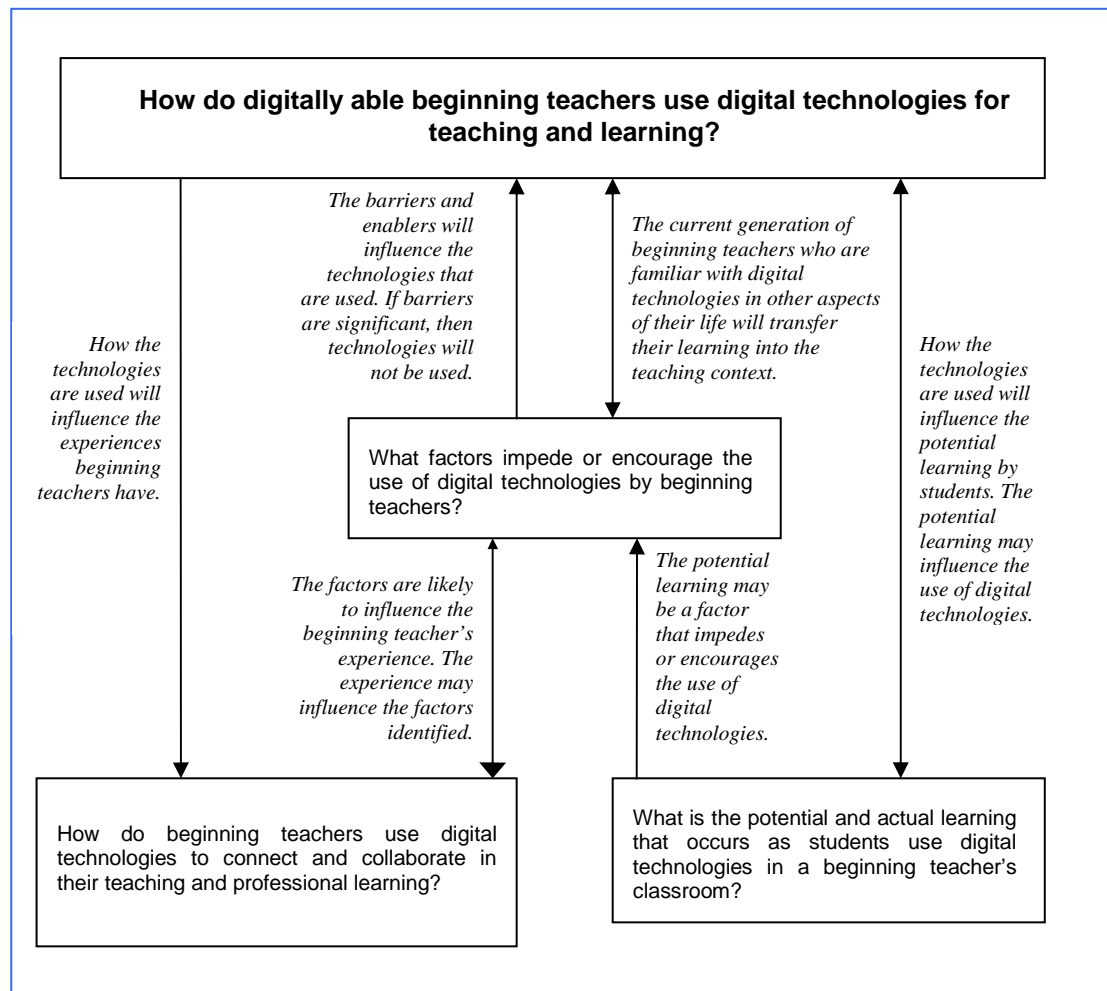 How do digitally able beginning teachers use digital technologies for
teaching and learning?
The barriers and
enablers will
influence the
technologies that
are used. If barriers
are significant, then
technologies will
not be used.
The current generation of
beginning teachers who are
familiar with digital
technologies in other aspects
of their life will transfer
their learning into the
teaching context.
How the
technologies
are used will
influence the
experiences
beginning
teachers have.
How the
technologies
are used will
influence the
potential
learning by
students. The
potential
learning may
influence the
use of digital
technologies.
What factors impede or encourage the
use of digital technologies by beginning
teachers?
The factors are likely
to influence the
beginning teacher’s
experience. The
experience may
influence the factors
identified.
The potential
learning may
be a factor
that impedes
or encourages
the use of
digital
technologies.
How do beginning teachers use digital
technologies to connect and collaborate in
their teaching and professional learning?
What is the potential and actual learning
that occurs as students use digital
technologies in a beginning teacher’s
classroom?